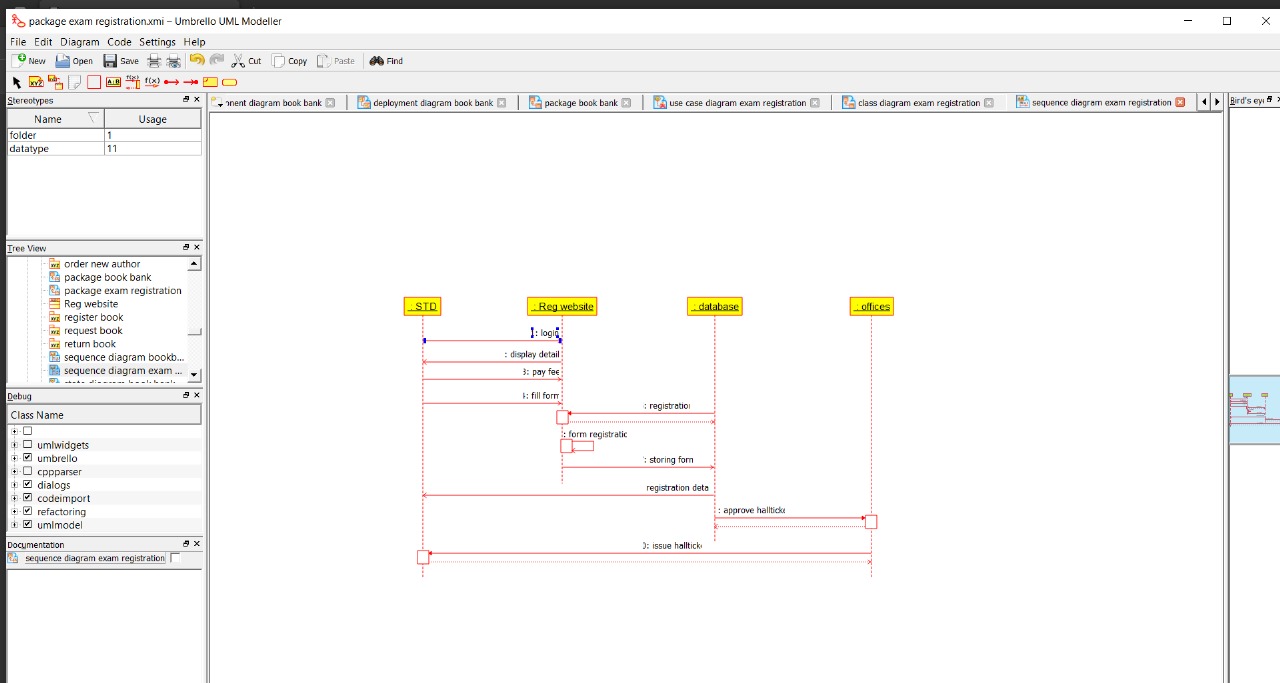 package exam registration.xmi – Umbrello UML Modeller
File Edit Diagram Code Settings Help
New Open Save Cut Copy Paste Find
Stereotypes
Name Usage
folder 1
datatype 11
Tree View
order new author
package book bank
package exam registration
Reg website
register book
request book
return book
sequence diagram bookb...
sequence diagram exam ...
Debug
Class Name
umlwidgets
umbrello
cppparser
dialogs
codeimport
refactoring
umlmodel
Documentation
sequence diagram exam registration
nent diagram book bank
deployment diagram book bank
package book bank
use case diagram exam registration
class diagram exam registration
sequence diagram exam registration
Bird's eye
: STD
: Reg website
: database
: offices
: login
: display detail
3: pay fee
: fill form
: registration
: form registratic
: storing form
registration deta
: approve halltick
: issue halltick